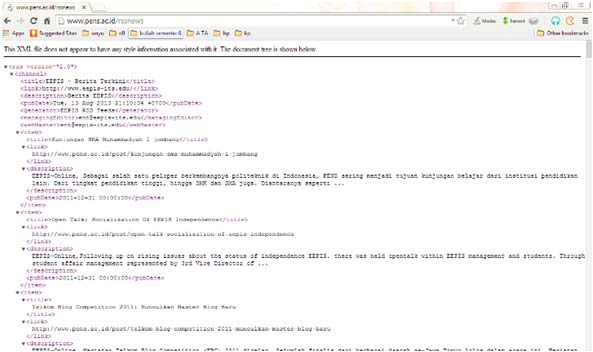 www.pens.ac.id/rssnews
www.pens.ac.id/rssnews
Apps Suggested Sites unyu dll kuliah semester 6 A TA hp kp Other bookmarks
This XML file does not appear to have any style information associated with it. The document tree is shown below.
▼<rss version="2.0">
▼<channel>
<title>EEPIS - Berita Terkini</title>
<link>http://www.eepis-its.edu/</link>
<description>Berita EEPIS</description>
<pubDate>Tue, 13 Aug 2013 21:10:34 +0700</pubDate>
<generator>EEPIS RSS Feeds</generator>
<managingEditor>ent@eepis-its.edu</managingEditor>
<webMaster>ent@eepis-its.edu</webMaster>
▼<item>
<title>Kunjungan SMA Muhammadyah I jombang</title>
▼<link>
http://www.pens.ac.id/post/kunjungan-sma-muhammadyah-i-jombang
</link>
▼<description>
EEPIS-Online, Sebagai salah satu pelopor berkembangnya politeknik di Indonesia, PENS sering menjadi tujuan kunjungan belajar dari institusi pendidikan
lain. Dari tingkat pendidikan tinggi, hingga SMK dan SMA juga. Diantaranya seperti ...
</description>
<pubDate>2011-12-31 00:00:00</pubDate>
</item>
▼<item>
<title>Open Talk: Socialization Of EEPIS Independence</title>
▼<link>
http://www.pens.ac.id/post/open-talk-socialization-of-eepis-independence
</link>
▼<description>
EEPIS-Online,Following up on rising issues about the status of independence EEPIS. there was held opentalk within EEPIS management and students. Through
student affair management represented by 3rd Vice Director of ...
</description>
<pubDate>2011-12-31 00:00:00</pubDate>
</item>
▼<item>
▼<title>
Telkom Blog Competition 2011: Munculkan Master Blog Baru
</title>
▼<link>
http://www.pens.ac.id/post/telkom-blog-competition-2011-munculkan-master-blog-baru
</link>
▼<description>